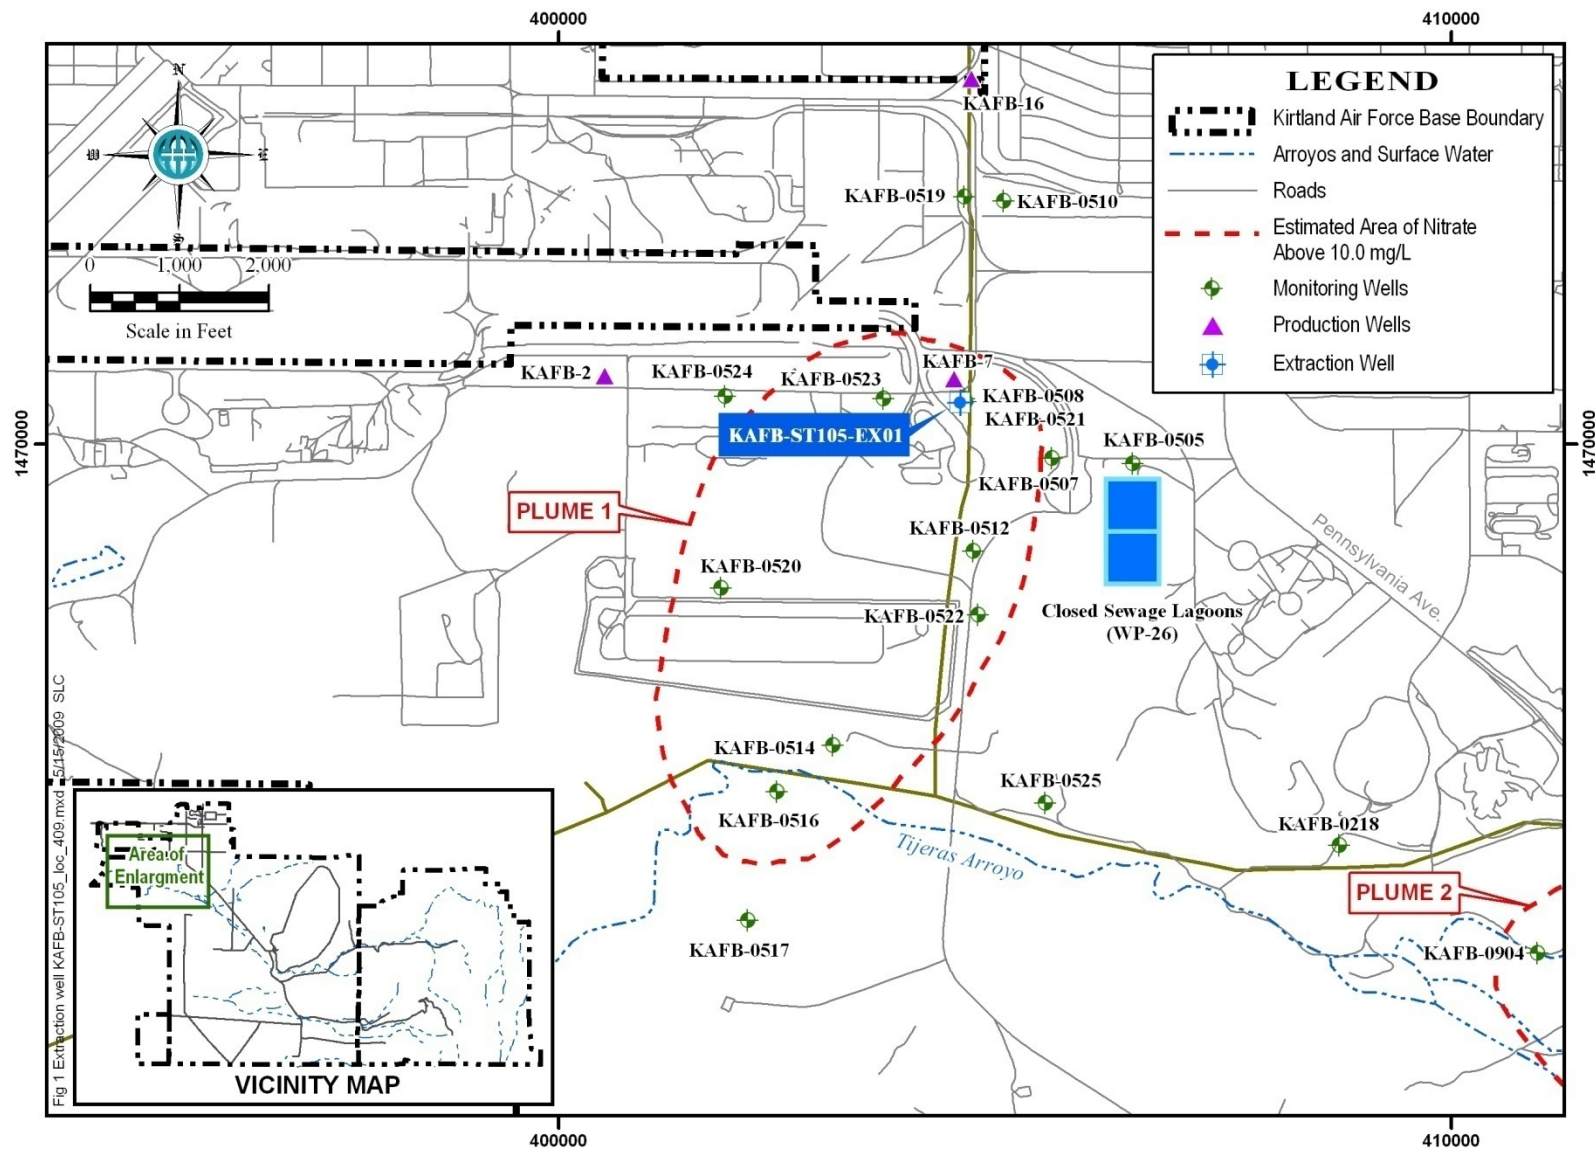 400000
410000
LEGEND
Kirtland Air Force Base Boundary
Arroyos and Surface Water
Roads
Estimated Area of Nitrate
Above 10.0 mg/L
Monitoring Wells
Production Wells
Extraction Well
N
W
E
S
0 1,000 2,000
Scale in Feet
KAFB-16
KAFB-0519
KAFB-0510
KAFB-2
KAFB-0524
KAFB-0523
KAFB-7
KAFB-0508
KAFB-0521
KAFB-ST105-EX01
KAFB-0505
1470000
1470000
KAFB-0507
PLUME 1
KAFB-0512
Pennsylvania Ave.
KAFB-0520
KAFB-0522
Closed Sewage Lagoons
(WP-26)
KAFB-0514
KAFB-0525
KAFB-0516
KAFB-0218
Tijeras Arroyo
PLUME 2
KAFB-0517
KAFB-0904
Area of
Enlargment
VICINITY MAP
Fig 1 Extraction well KAFB-ST105_loc_409.mxd 5/15/2009 SLC
400000
410000